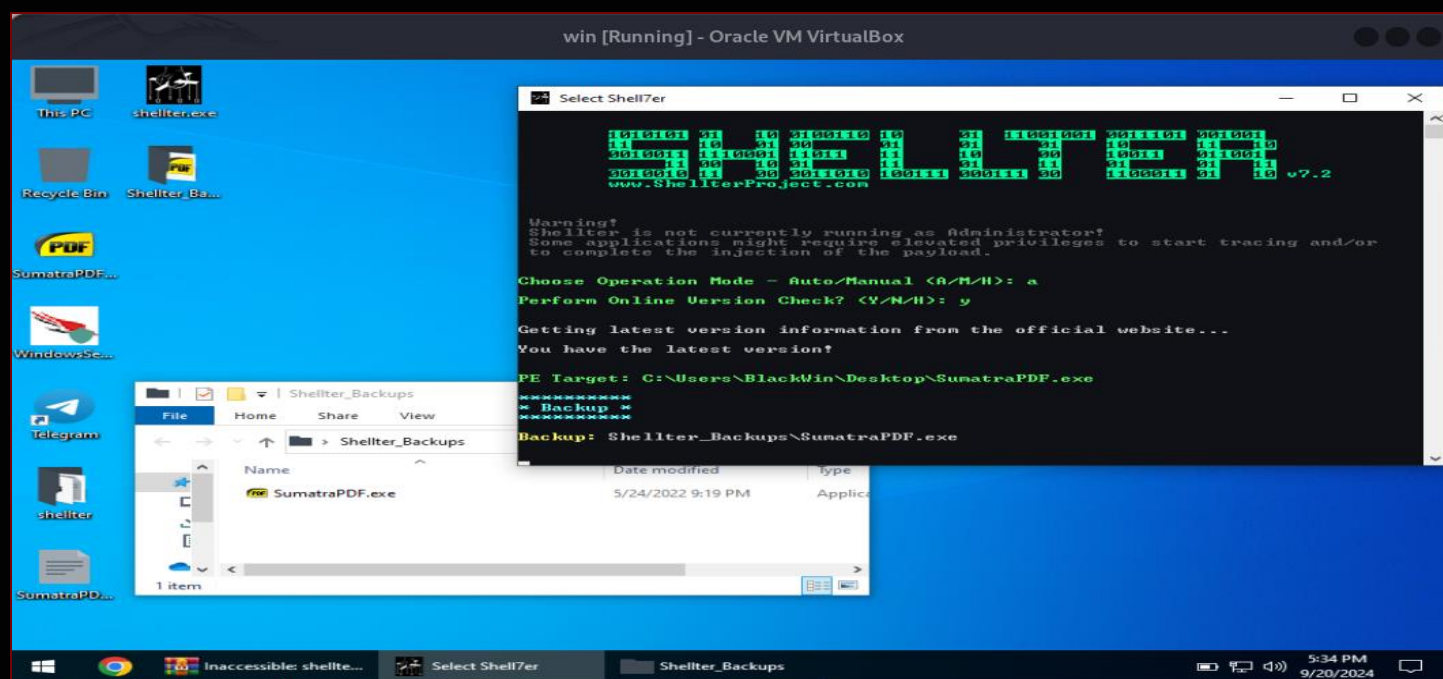 win [Running] - Oracle VM VirtualBox
This PC
shellter.exe
Recycle Bin
Shellter_Ba...
PDF
SumatraPDF...
WindowsSe...
Telegram
shellter
SumatraPD...
Select Shell7er
SHELLTER
v7.2
www.ShellterProject.com
Warning!
Shellter is not currently running as Administrator!
Some applications might require elevated privileges to start tracing and/or
to complete the injection of the payload.
Choose Operation Mode - Auto/Manual (A/M/H): a
Perform Online Version Check? (Y/N/H): y
Getting latest version information from the official website...
You have the latest version!
PE Target: C:\Users\BlackWin\Desktop\SumatraPDF.exe
**********
* Backup *
**********
Backup: Shellter_Backups\SumatraPDF.exe
Shellter_Backups
File Home Share View
Shellter_Backups
Name Date modified Type
SumatraPDF.exe 5/24/2022 9:19 PM Applica
1 item
Inaccessible: shellte...
Select Shell7er
Shellter_Backups
5:34 PM
9/20/2024